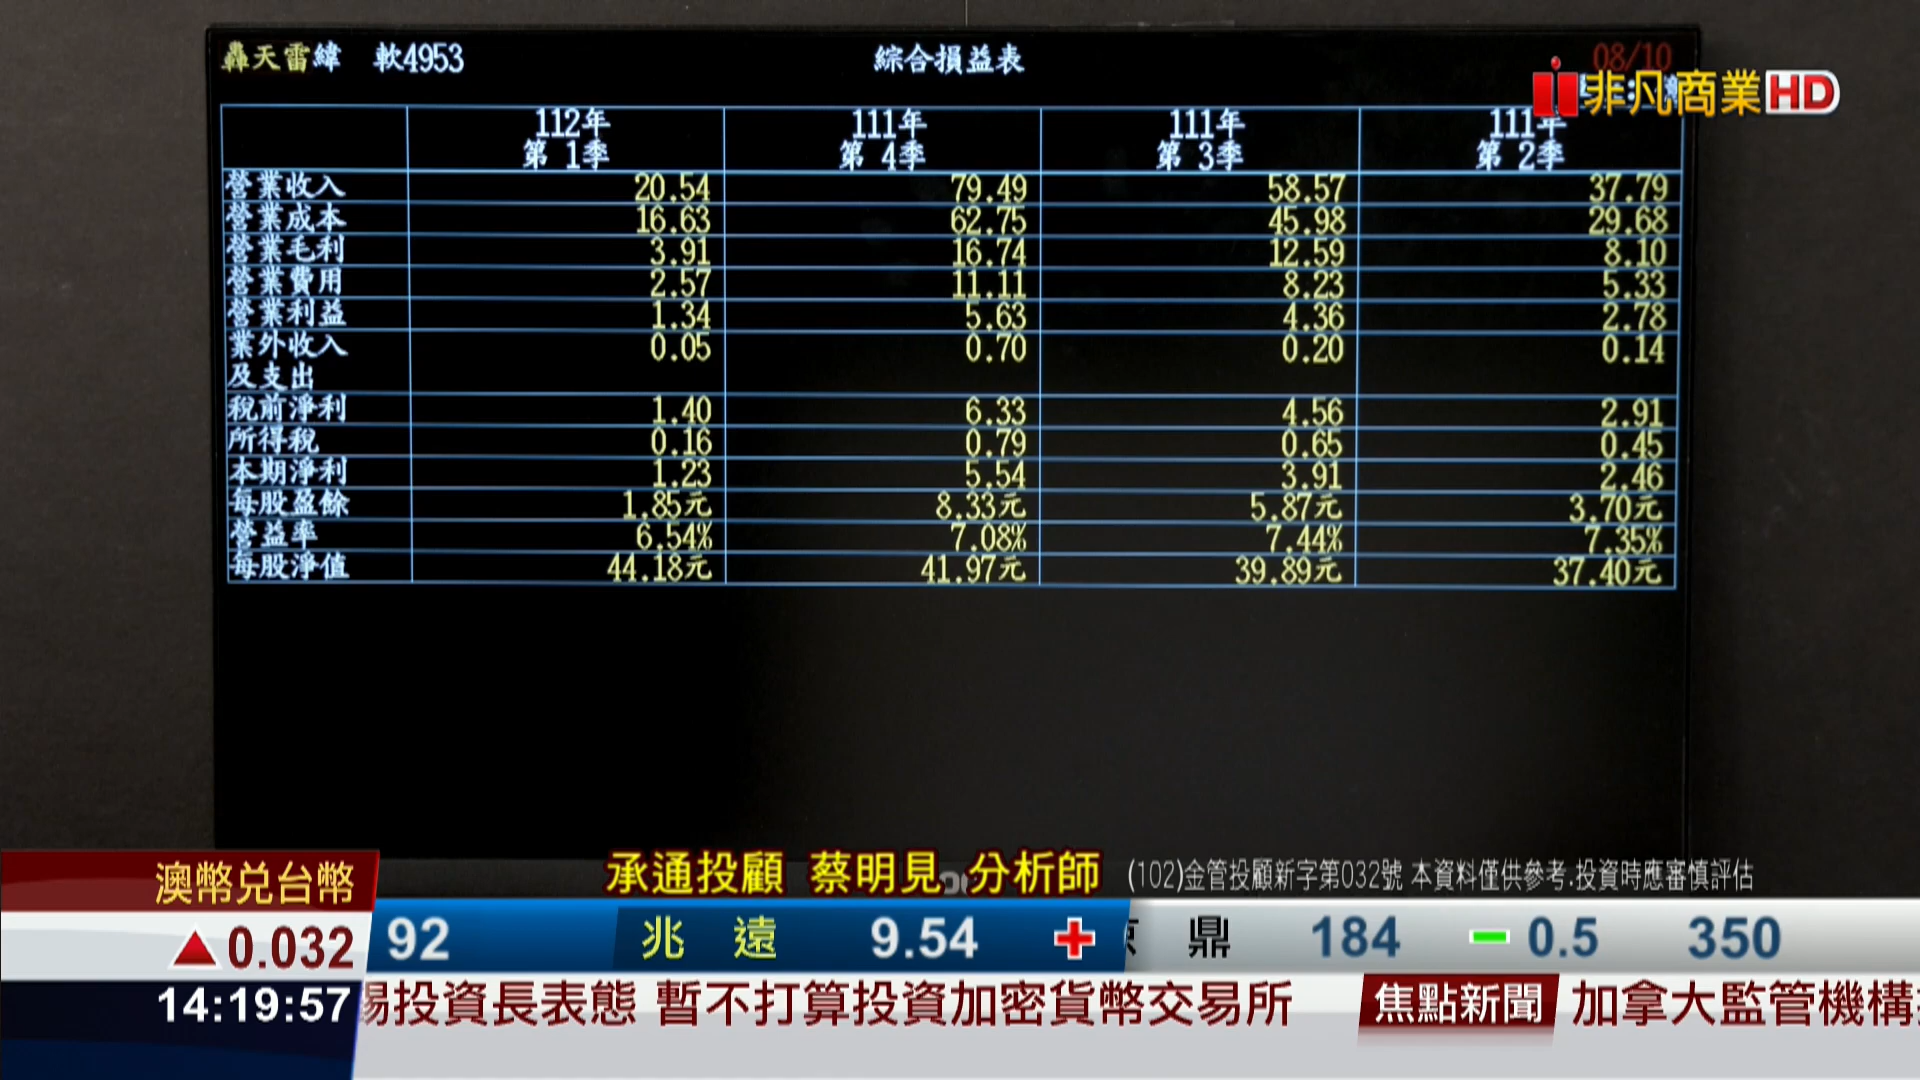 轟天雷緯 軟4953 綜合損益表 08/10
非凡商業HD
112年 111年 111年 111年
第 1季 第 4季 第 3季 第 2季
營業收入 20.54 79.49 58.57 37.79
營業成本 16.63 62.75 45.98 29.68
營業毛利 3.91 16.74 12.59 8.10
營業費用 2.57 11.11 8.23 5.33
營業利益 1.34 5.63 4.36 2.78
業外收入 0.05 0.70 0.20 0.14
及支出
稅前淨利 1.40 6.33 4.56 2.91
所得稅 0.16 0.79 0.65 0.45
本期淨利 1.23 5.54 3.91 2.46
每股盈餘 1.85元 8.33元 5.87元 3.70元
營益率 6.54% 7.08% 7.44% 7.35%
每股淨值 44.18元 41.97元 39.89元 37.40元
承通投顧 蔡明見 分析師 (102)金管投顧新字第032號 本資料僅供參考.投資時應審慎評估
澳幣兌台幣
▲0.032 92 兆遠 9.54 + 鼎 184 - 0.5 350
14:19:57 投資長表態 暫不打算投資加密貨幣交易所 焦點新聞 加拿大監管機構